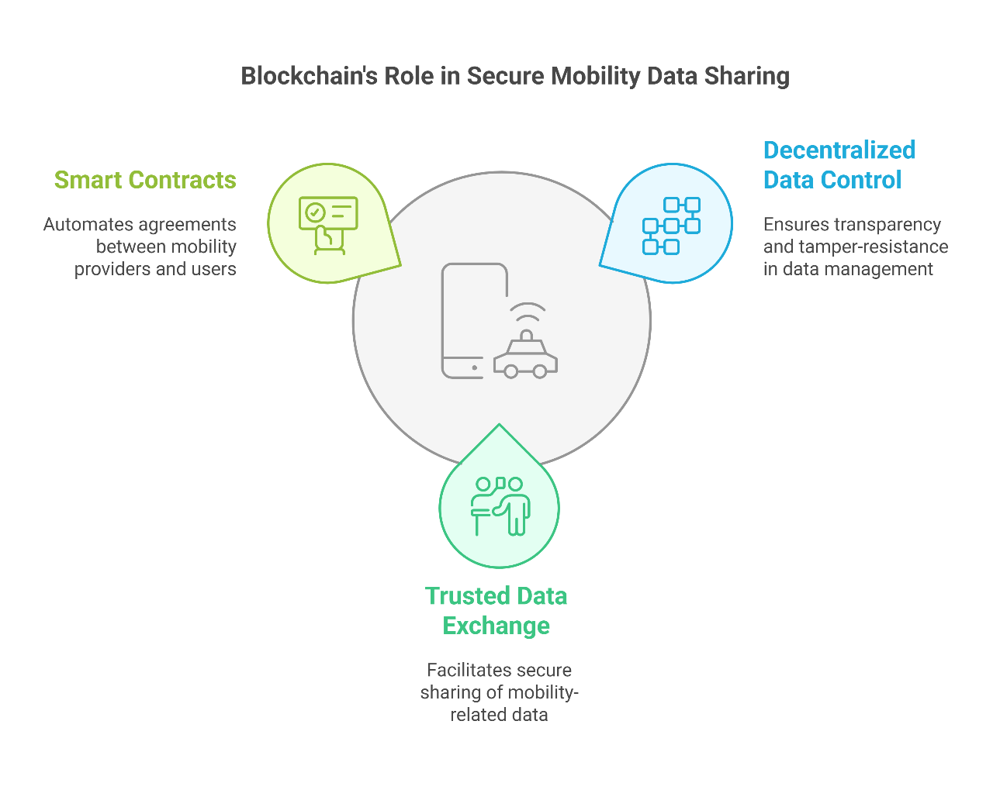 Blockchain's Role in Secure Mobility Data Sharing
Smart Contracts
Automates agreements
between mobility
providers and users
Decentralized
Data Control
Ensures transparency
and tamper-resistance
in data management
Trusted Data
Exchange
Facilitates secure
sharing of mobility-
related data